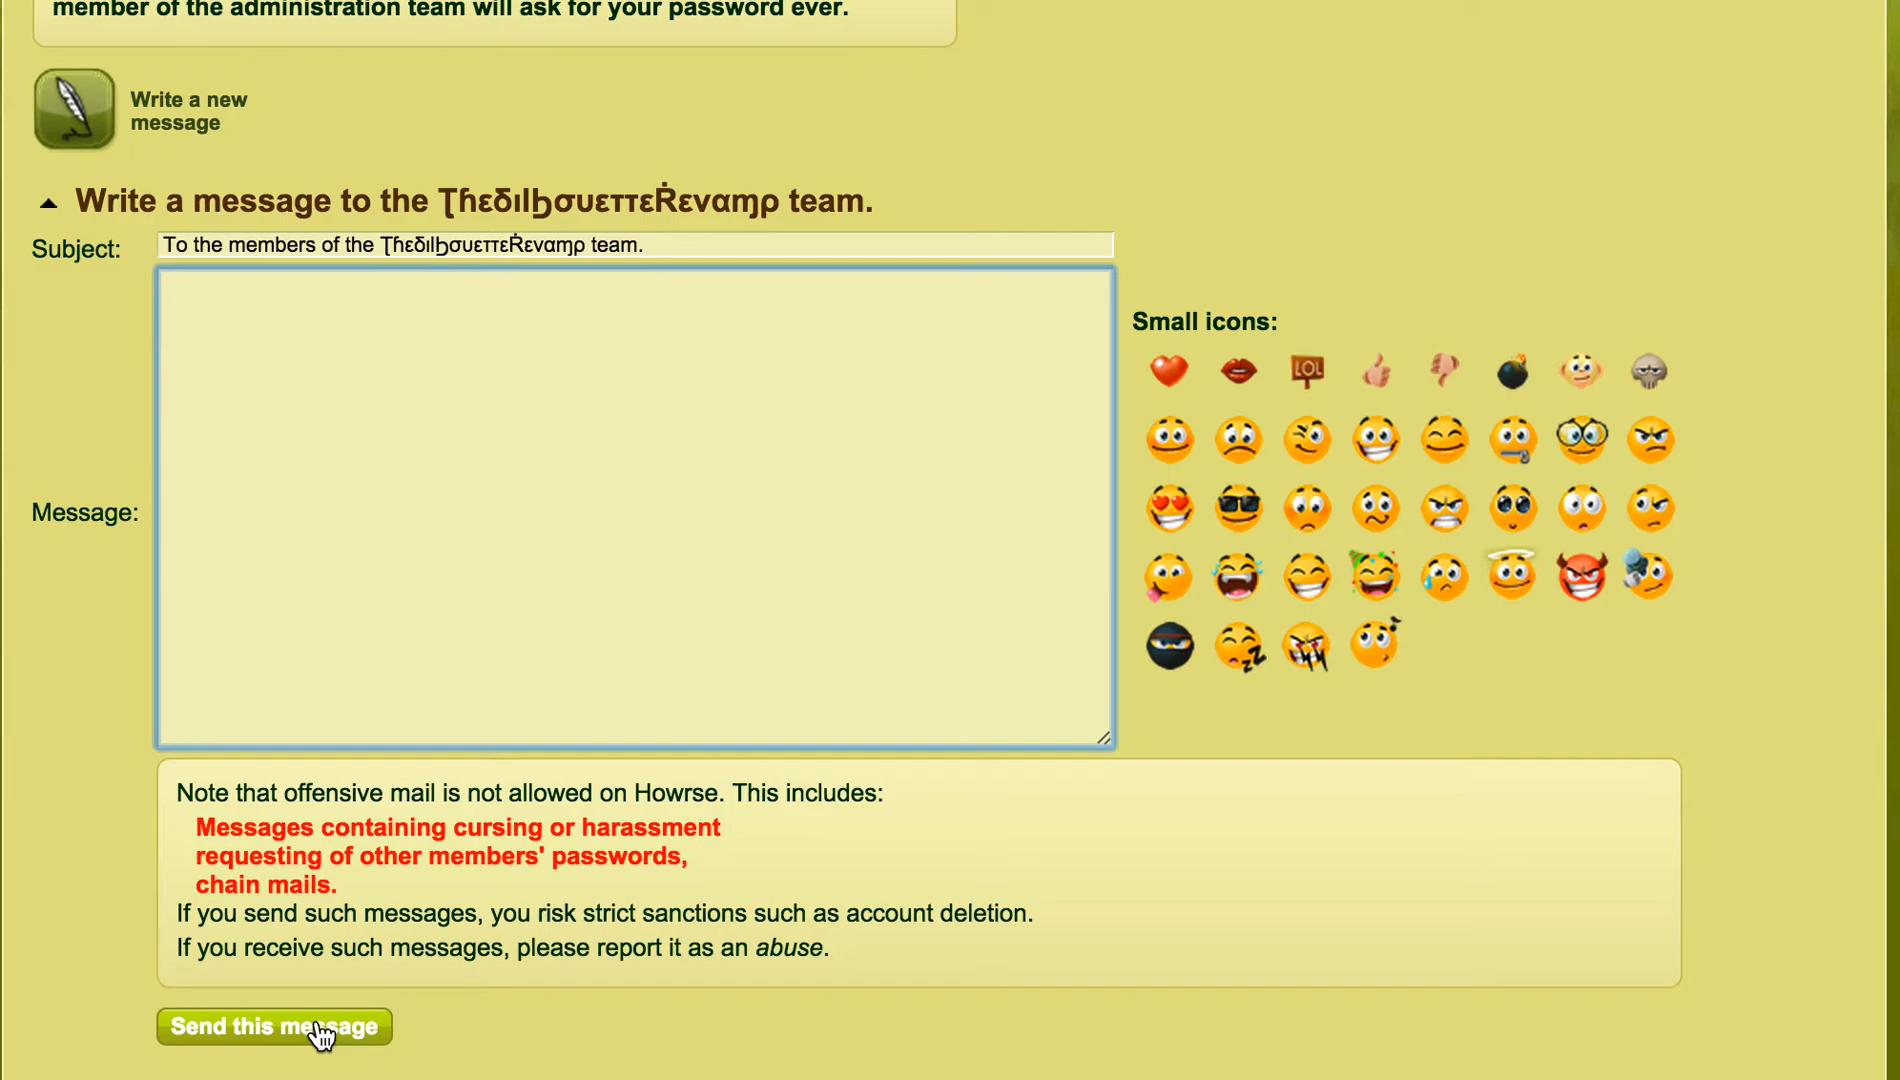 member of the administration team will ask for your password ever.
Write a new
message
Write a message to the ҬɦεδιlϦσυεττεṘεναɱρ team.
Subject: To the members of the ҬɦεδιlϦσυεττεṘεναɱρ team.
Small icons:
LOL
Message:
Note that offensive mail is not allowed on Howrse. This includes:
Messages containing cursing or harassment
requesting of other members' passwords,
chain mails.
If you send such messages, you risk strict sanctions such as account deletion.
If you receive such messages, please report it as an abuse.
Send this message